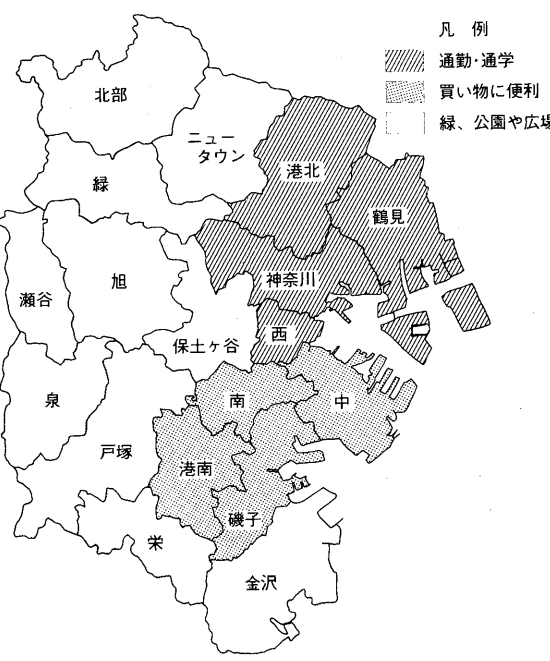 凡 例
通勤・通学
買い物に便利
緑、公園や広場
北部
ニュー
タウン
港北
緑
鶴見
旭
神奈川
瀬谷
西
保土ヶ谷
泉
南
中
戸塚
港南
磯子
栄
金沢